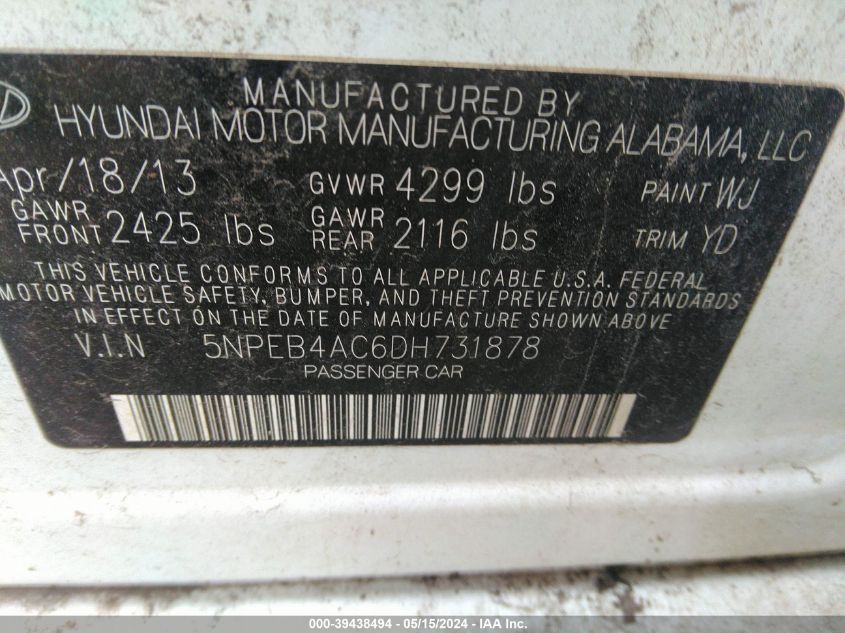 MANUFACTURED BY
HYUNDAI MOTOR MANUFACTURING ALABAMA, LLC
Apr/18/13 GVWR 4299 lbs PAINT WJ
GAWR FRONT 2425 lbs GAWR REAR 2116 lbs TRIM YD
THIS VEHICLE CONFORMS TO ALL APPLICABLE U.S.A. FEDERAL
MOTOR VEHICLE SAFETY, BUMPER, AND THEFT PREVENTION STANDARDS
IN EFFECT ON THE DATE OF MANUFACTURE SHOWN ABOVE.
V.I.N 5NPEB4AC6DH731878
PASSENGER CAR
000-39438494 - 05/15/2024 - IAA Inc.